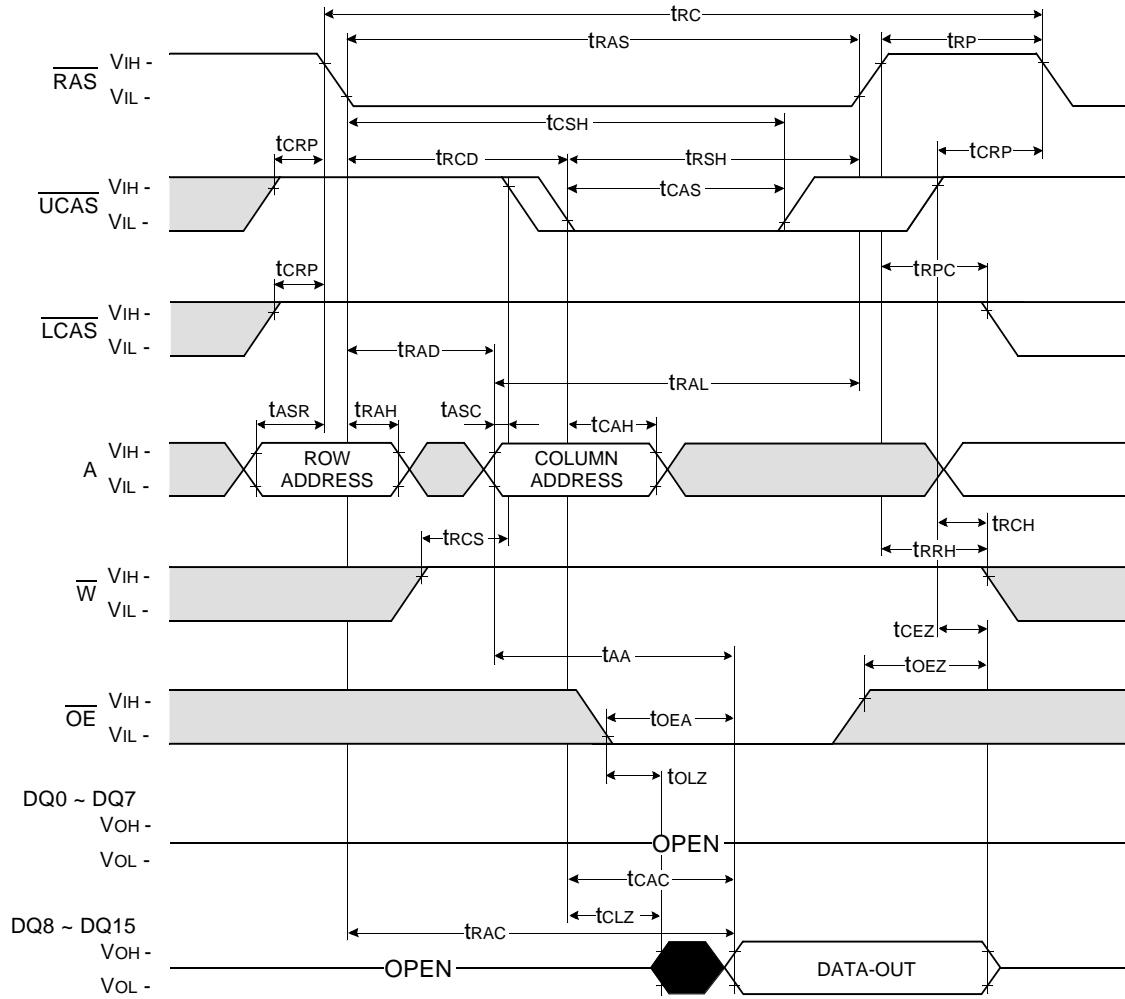 tRC
tRAS
tRP
RAS
VIH -
VIL -
tCSH
tCRP
tRCD
tRSH
tCRP
UCAS
VIH -
VIL -
tCAS
tCRP
tRPC
LCAS
VIH -
VIL -
tRAD
tRAL
tASR
tRAH
tASC
tCAH
A
VIH -
VIL -
ROW
ADDRESS
COLUMN
ADDRESS
tRCS
tRCH
tRRH
W
VIH -
VIL -
tCEZ
tAA
tOEZ
OE
VIH -
VIL -
tOEA
tOLZ
DQ0 ~ DQ7
VOH -
VOL -
OPEN
tCAC
tCLZ
DQ8 ~ DQ15
tRAC
VOH -
VOL -
OPEN
DATA-OUT